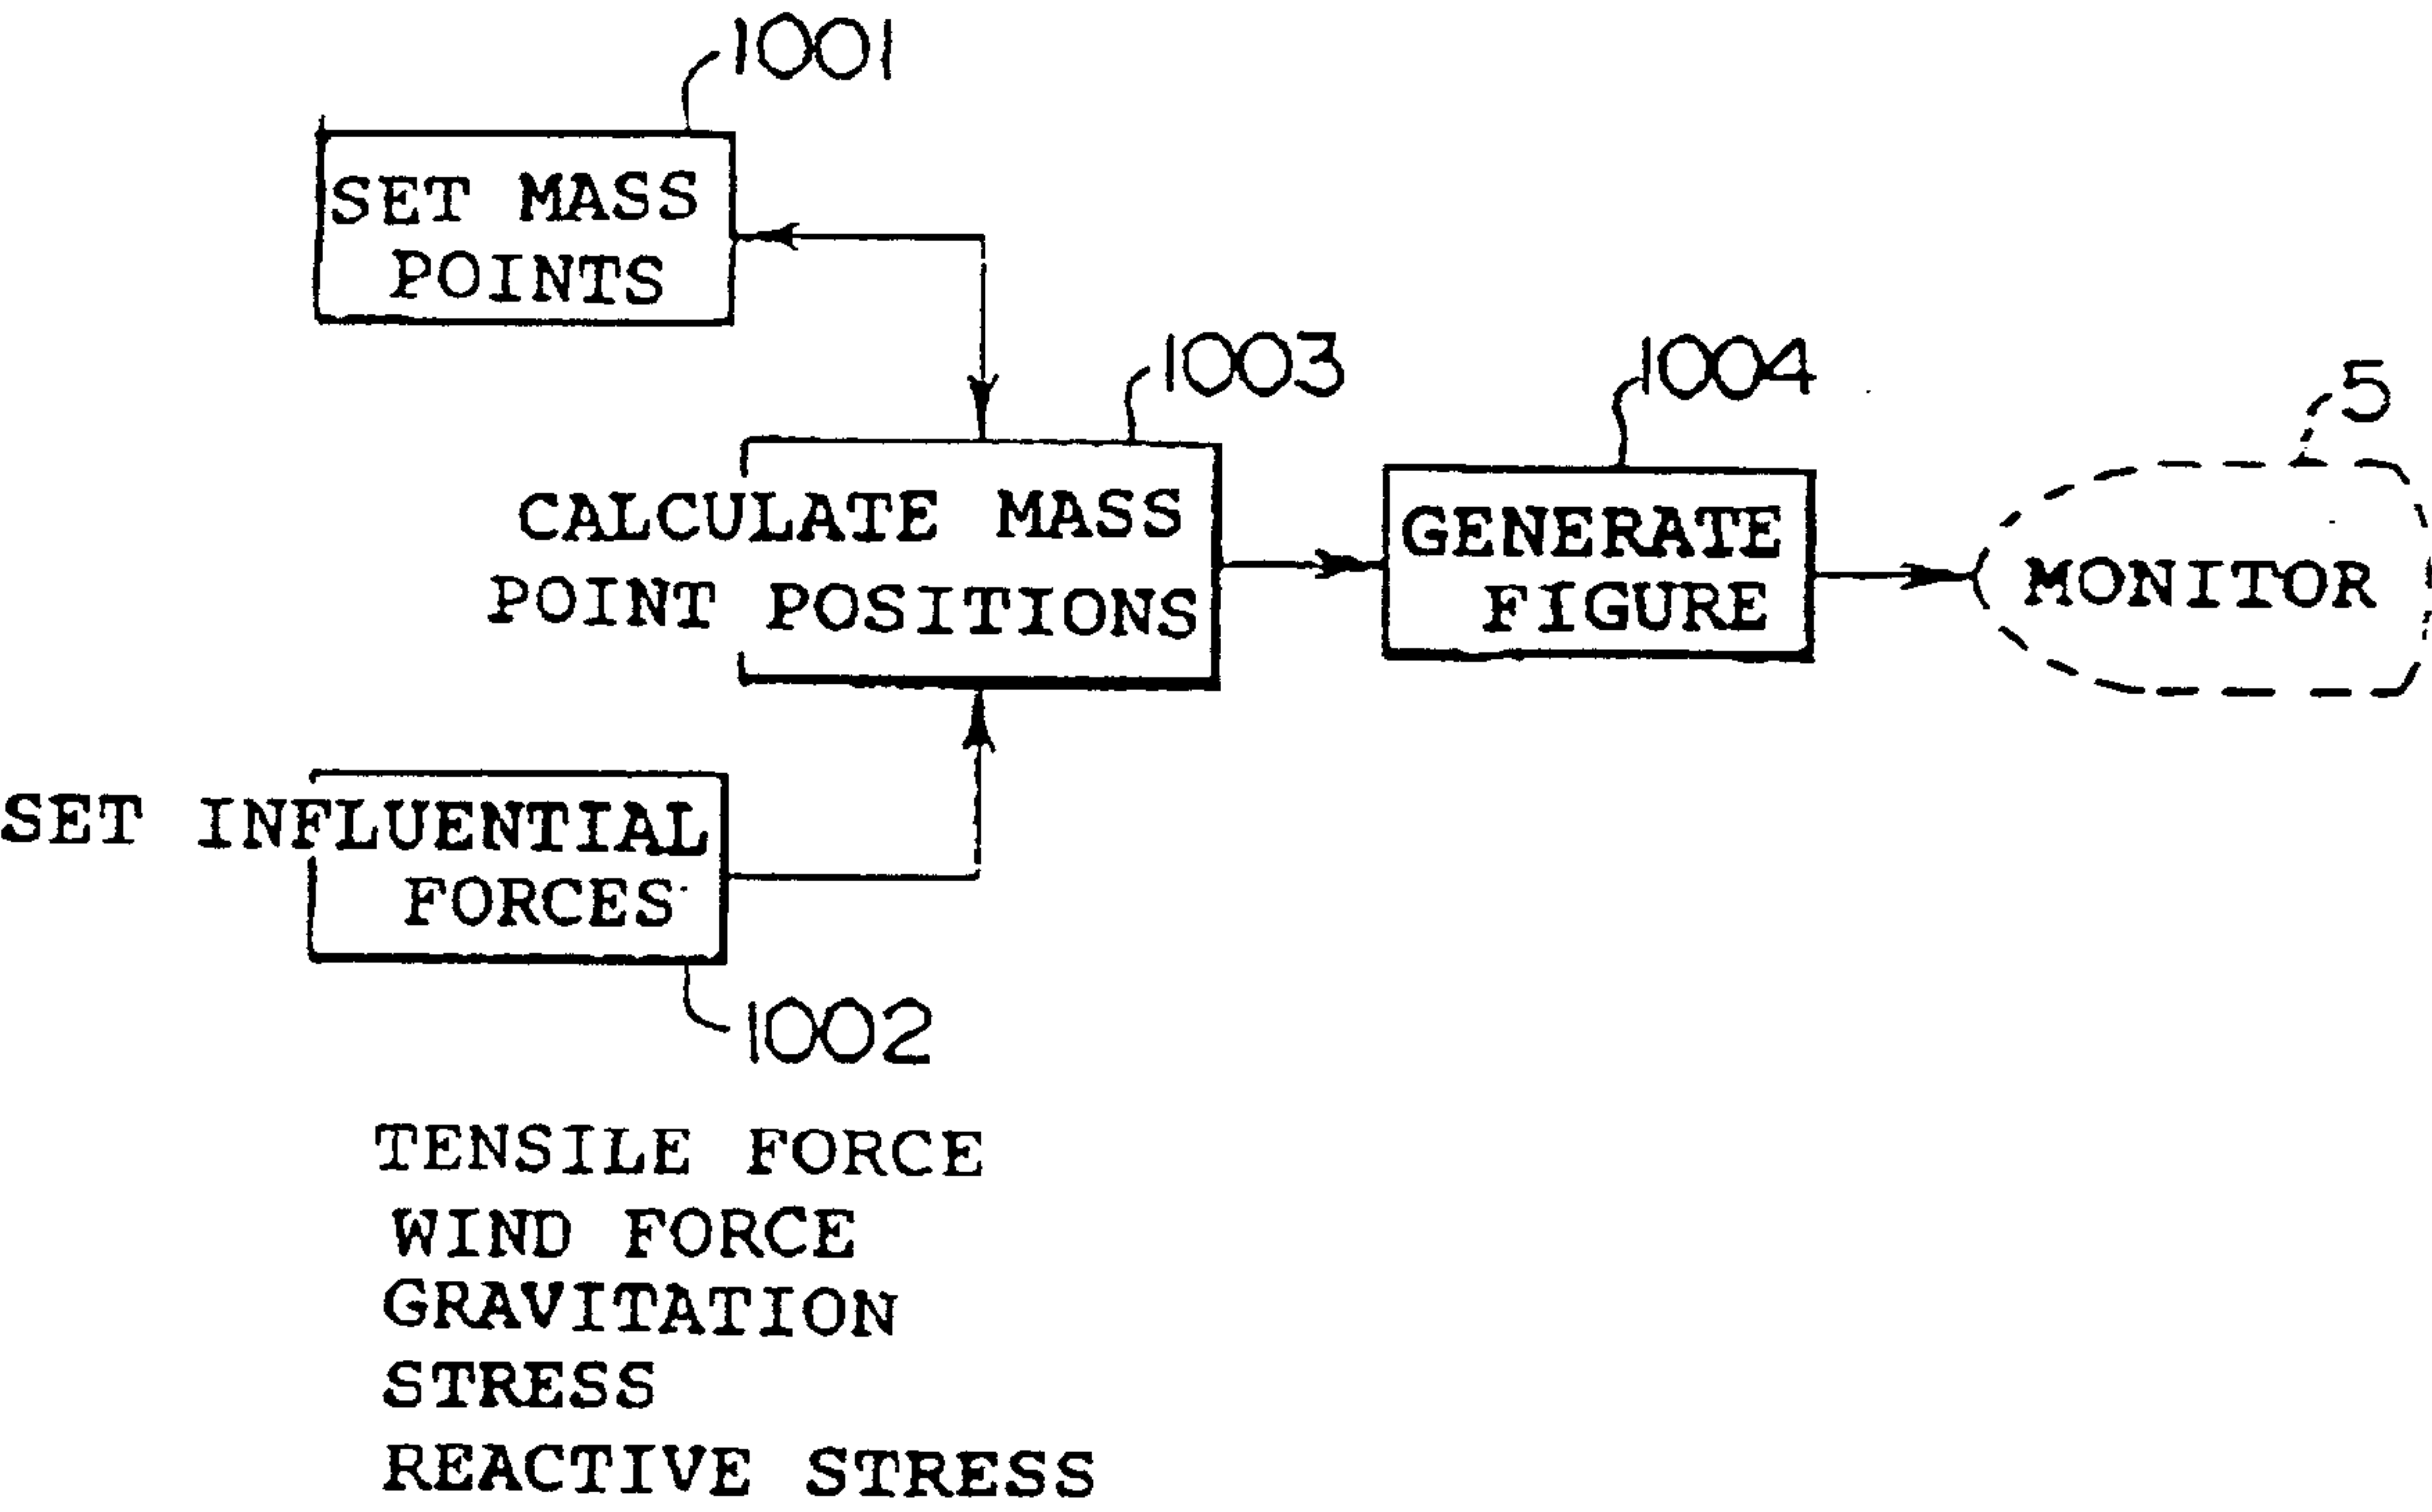 1001
SET MASS
POINTS
1003
1004
5
CALCULATE MASS
POINT POSITIONS
GENERATE
FIGURE
MONITOR
SET INFLUENTIAL
FORCES
1002
TENSILE FORCE
WIND FORCE
GRAVITATION
STRESS
REACTIVE STRESS